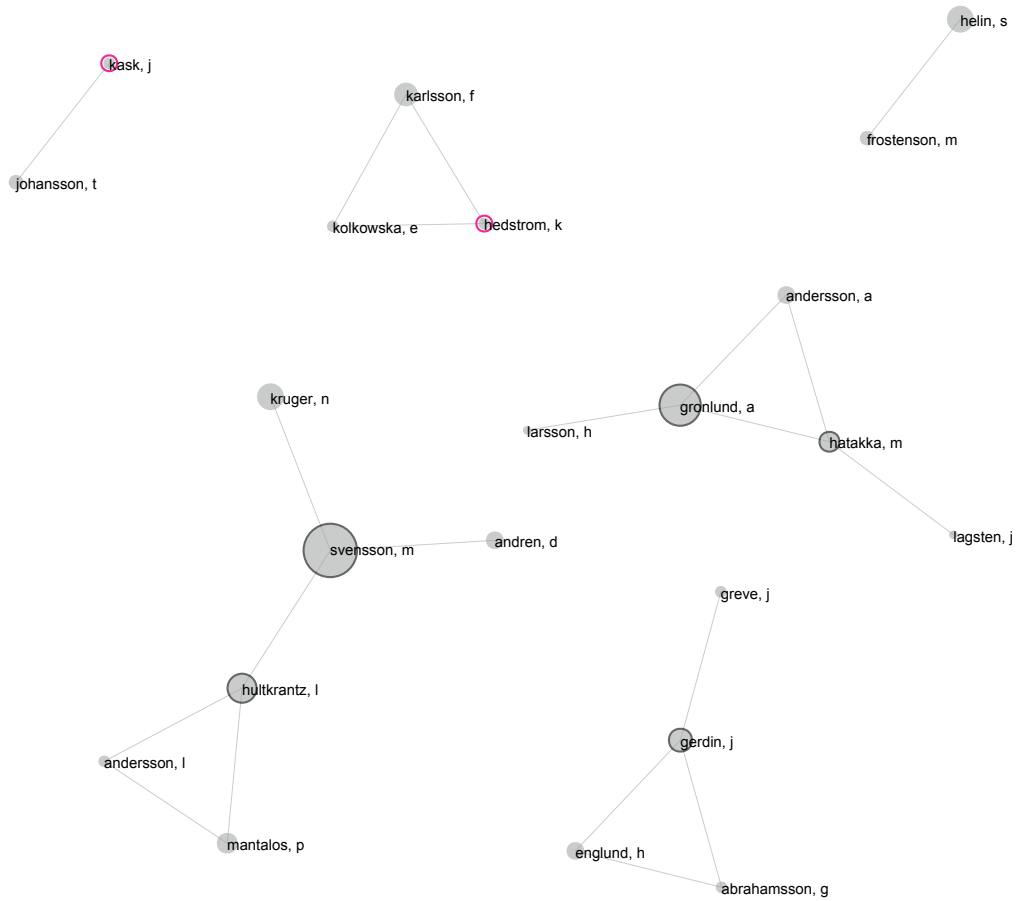 helin, s
kask, j
karlsson, f
frostenson, m
johansson, t
kolkowska, e
hedstrom, k
andersson, a
kruger, n
gronlund, a
larsson, h
hatakka, m
lagsten, j
svensson, m
andren, d
greve, j
hultkrantz, l
gerdin, j
andersson, l
mantalos, p
englund, h
abrahamsson, g